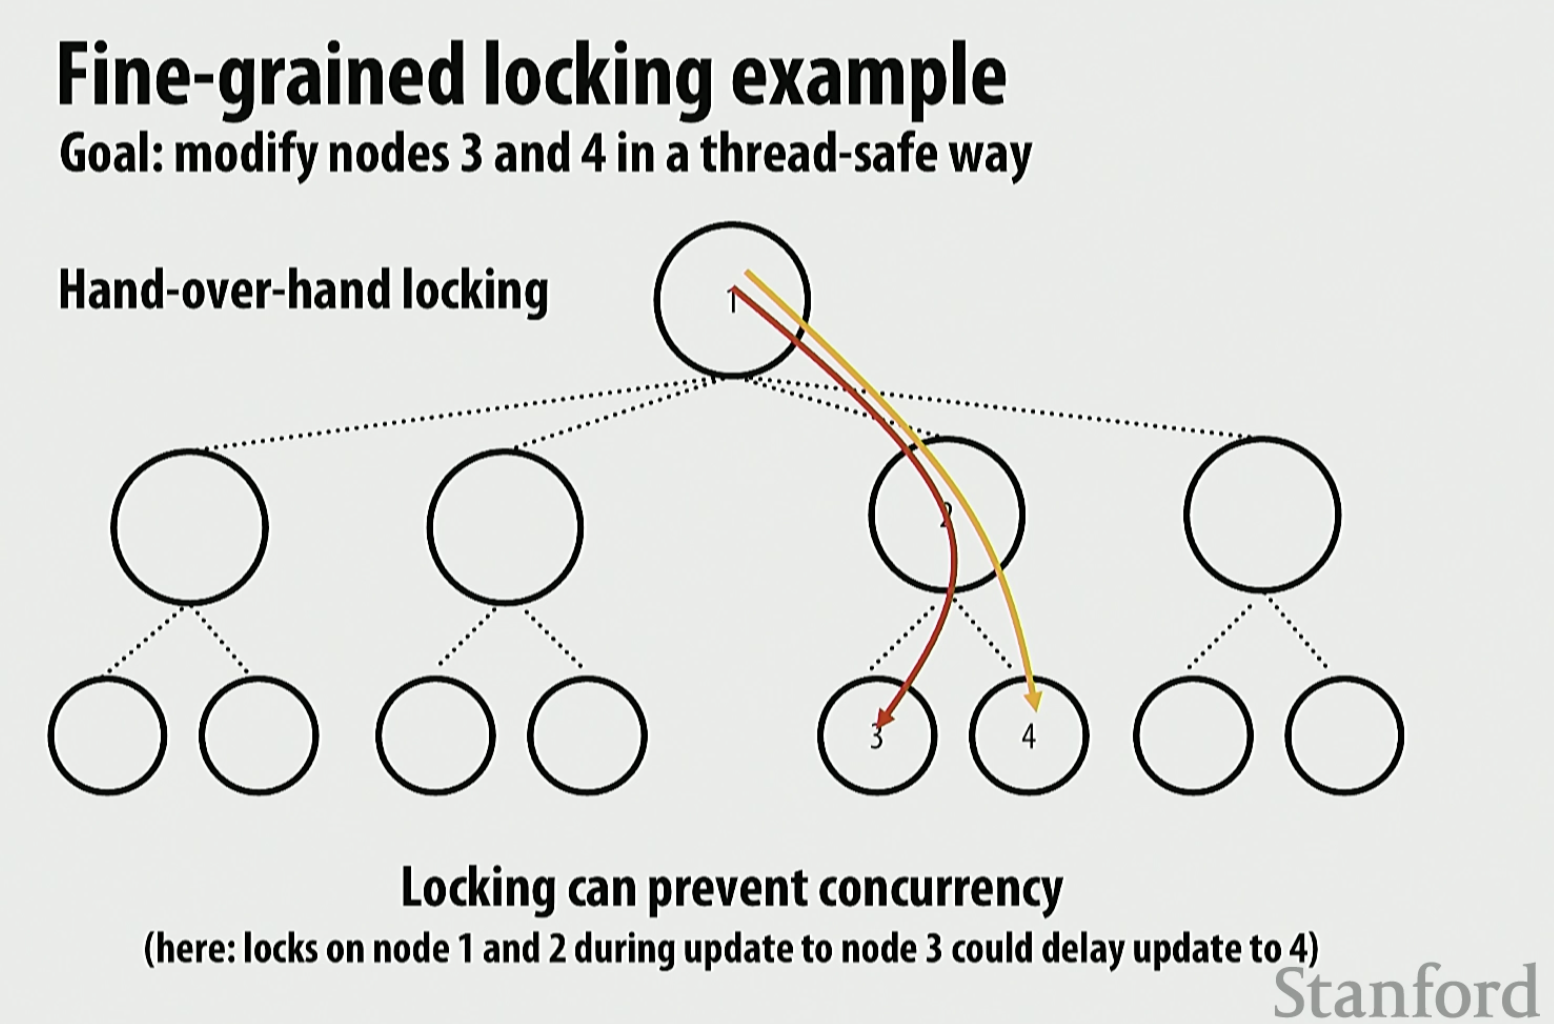 Fine-grained locking example
Goal: modify nodes 3 and 4 in a thread-safe way
Hand-over-hand locking
1
2
3
4
Locking can prevent concurrency
(here: locks on node 1 and 2 during update to node 3 could delay update to 4)
Stanford